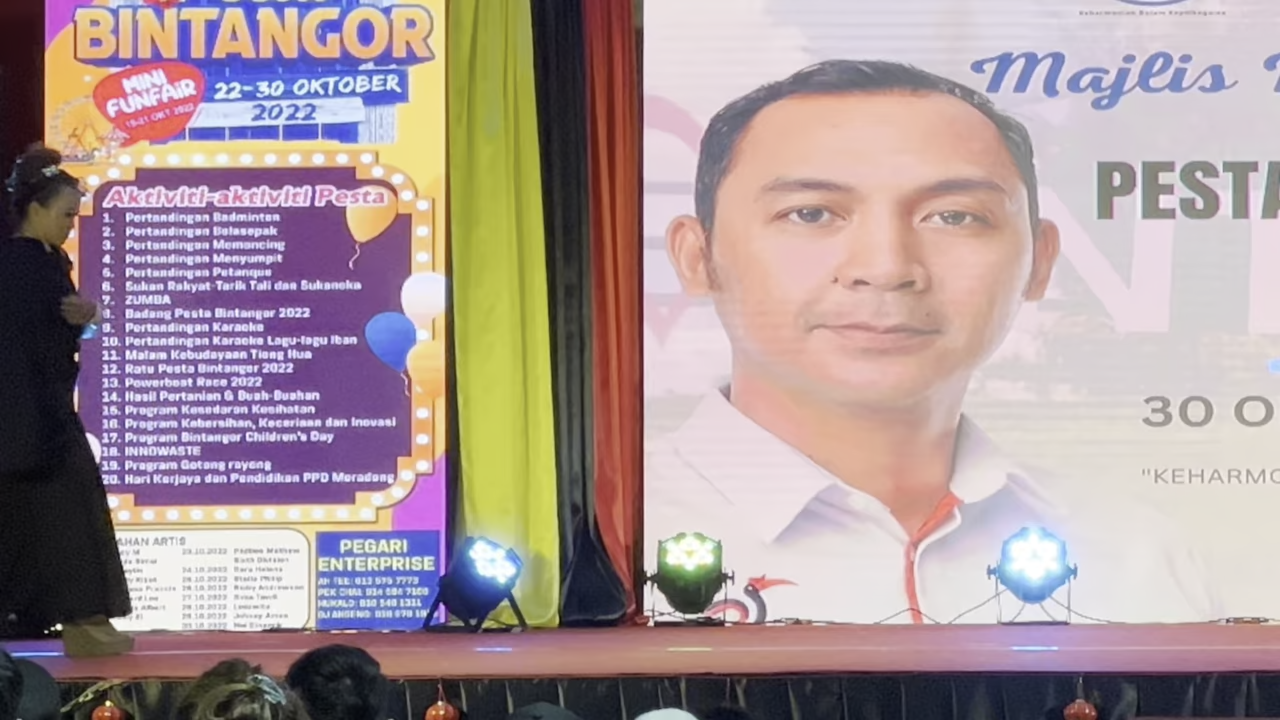 BINTANGOR
MINI
FUNFAIR
22-30 OKTOBER
2022
Aktiviti-aktiviti Pesta
1. Pertandingan Badminton
2. Pertandingan Bolasepak
3. Pertandingan Memancing
4. Pertandingan Menyumpit
5. Pertandingan Petanque
6. Sukan Rakyat-Tarik Tali dan Sukaneka
7. ZUMBA
8. Badang Pesta Bintangor 2022
9. Pertandingan Karaoke
10. Pertandingan Karaoke Lagu-lagu Iban
11. Malam Kebudayaan Tiong Hua
12. Ratu Pesta Bintangor 2022
13. Powerboat Race 2022
14. Hasil Pertanian & Buah-Buahan
15. Program Kesedaran Kesihatan
16. Program Kebersihan, Keceriaan dan Inovasi
17. Program Bintangor Children's Day
18. INNOWASTE
19. Program Gotong royong
20. Hari Kerjaya dan Pendidikan PPD Meradong
AHAN ARTIS
PEGARI
ENTERPRISE
Keharmonian Dalam Kepelbagaian
Majlis
PESTA
30 O
"KEHARMO